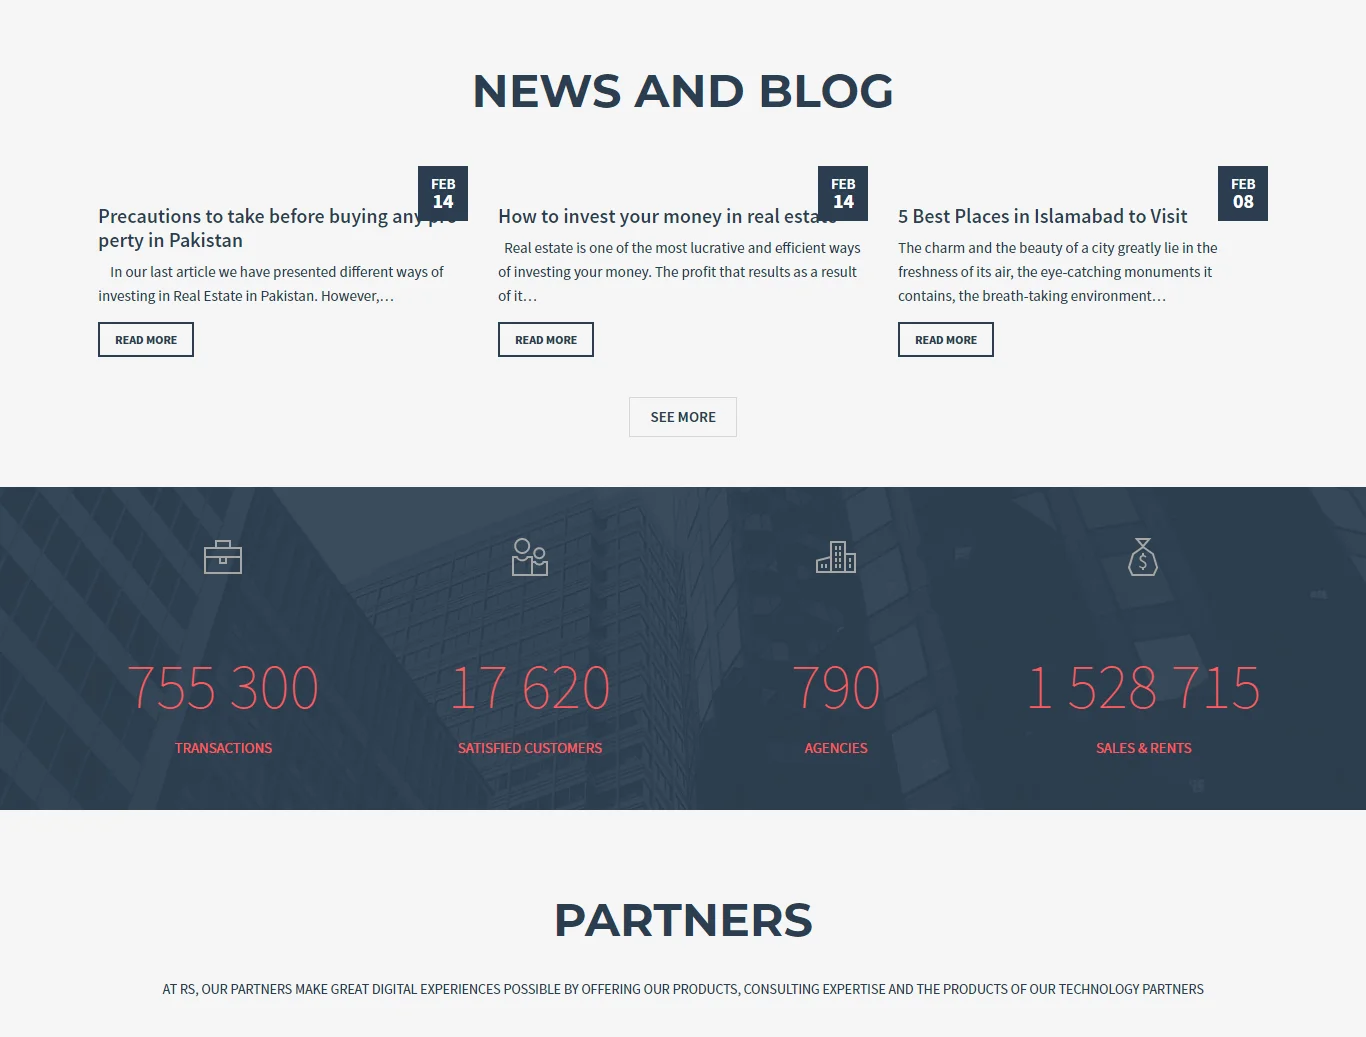 NEWS AND BLOG
FEB
14
Precautions to take before buying any pro
perty in Pakistan
In our last article we have presented different ways of
investing in Real Estate in Pakistan. However,…
READ MORE
FEB
14
How to invest your money in real estate
Real estate is one of the most lucrative and efficient ways
of investing your money. The profit that results as a result
of it…
READ MORE
FEB
08
5 Best Places in Islamabad to Visit
The charm and the beauty of a city greatly lie in the
freshness of its air, the eye-catching monuments it
contains, the breath-taking environment…
READ MORE
SEE MORE
755 300
TRANSACTIONS
17 620
SATISFIED CUSTOMERS
790
AGENCIES
$
1 528 715
SALES & RENTS
PARTNERS
AT RS, OUR PARTNERS MAKE GREAT DIGITAL EXPERIENCES POSSIBLE BY OFFERING OUR PRODUCTS, CONSULTING EXPERTISE AND THE PRODUCTS OF OUR TECHNOLOGY PARTNERS